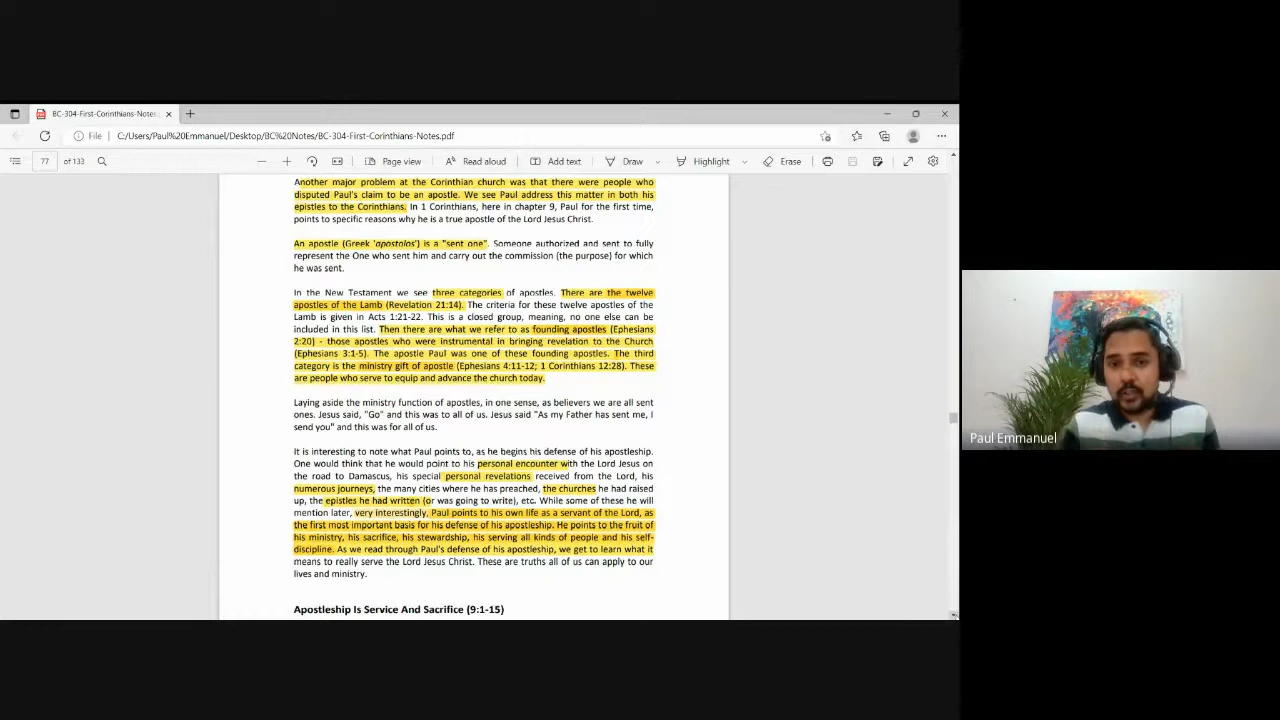 BC-304-First-Corinthians-Notes.
File
C:/Users/Paul%20Emmanuel/Desktop/BC%20Notes/BC-304-First-Corinthians-Notes.pdf
77 of 133
Page view
Read aloud
Add text
Draw
Highlight
Erase
Another major problem at the Corinthian church was that there were people who
disputed Paul's claim to be an apostle. We see Paul address this matter in both his
epistles to the Corinthians. In 1 Corinthians, here in chapter 9, Paul for the first time,
points to specific reasons why he is a true apostle of the Lord Jesus Christ.
An apostle (Greek 'apostolos') is a "sent one". Someone authorized and sent to fully
represent the One who sent him and carry out the commission (the purpose) for which
he was sent.
In the New Testament we see three categories of apostles. There are the twelve
apostles of the Lamb (Revelation 21:14). The criteria for these twelve apostles of the
Lamb is given in Acts 1:21-22. This is a closed group, meaning, no one else can be
included in this list. Then there are what we refer to as founding apostles (Ephesians
2:20) - those apostles who were instrumental in bringing revelation to the Church
(Ephesians 3:1-5). The apostle Paul was one of these founding apostles. The third
category is the ministry gift of apostle (Ephesians 4:11-12; 1 Corinthians 12:28). These
are people who serve to equip and advance the church today.
Laying aside the ministry function of apostles, in one sense, as believers we are all sent
ones. Jesus said, "Go" and this was to all of us. Jesus said "As my Father has sent me, I
send you" and this was for all of us.
It is interesting to note what Paul points to, as he begins his defense of his apostleship.
One would think that he would point to his personal encounter with the Lord Jesus on
the road to Damascus, his special personal revelations received from the Lord, his
numerous journeys, the many cities where he has preached, the churches he had raised
up, the epistles he had written (or was going to write), etc. While some of these he will
mention later, very interestingly, Paul points to his own life as a servant of the Lord, as
the first most important basis for his defense of his apostleship. He points to the fruit of
his ministry, his sacrifice, his stewardship, his serving all kinds of people and his self-
discipline. As we read through Paul's defense of his apostleship, we get to learn what it
means to really serve the Lord Jesus Christ. These are truths all of us can apply to our
lives and ministry.
Apostleship Is Service And Sacrifice (9:1-15)
Paul Emmanuel